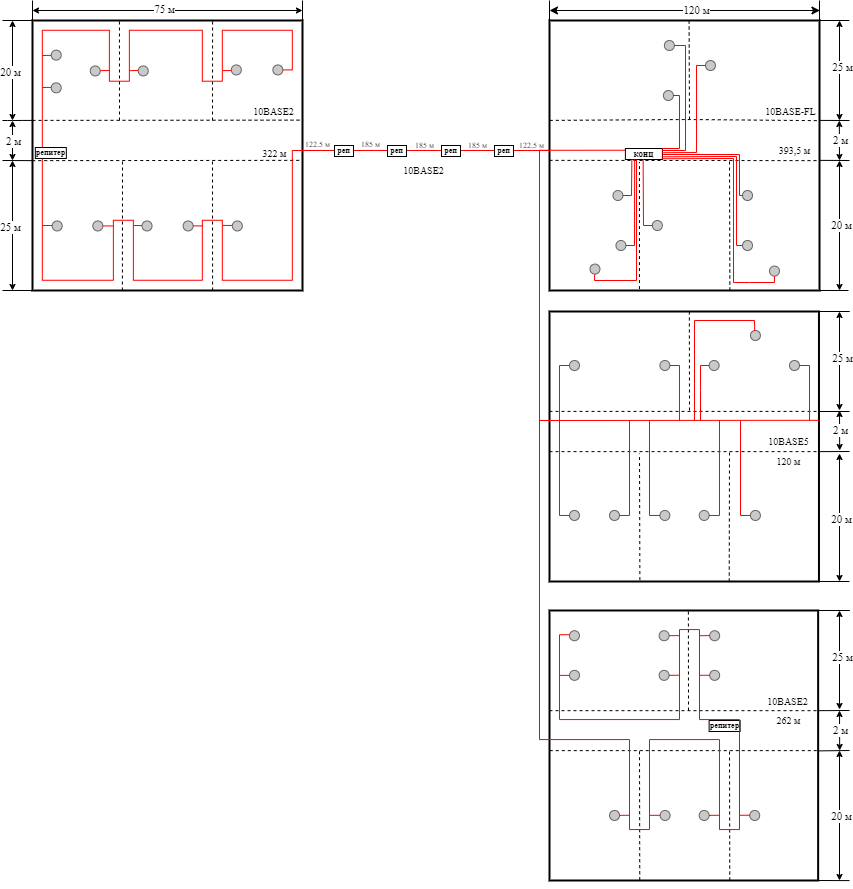 75 м
120 м
20 м
25 м
10BASE2
10BASE-FL
2 м
2 м
122.5 м
185 м
185 м
185 м
122.5 м
репитер
322 м
реп
реп
реп
реп
конц
393,5 м
10BASE2
25 м
20 м
25 м
2 м
10BASE5
120 м
20 м
25 м
10BASE2
262 м
репитер
2 м
20 м